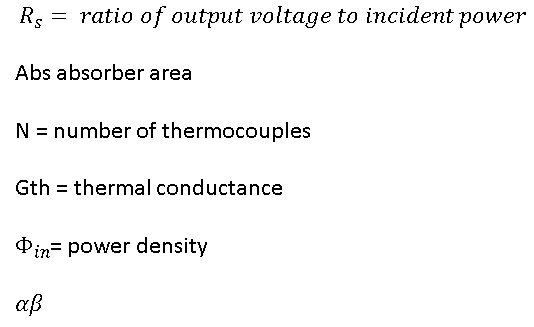 Rₛ = ratio of output voltage to incident power
Abs absorber area
N = number of thermocouples
Gth = thermal conductance
Φᵢₙ= power density
αβ